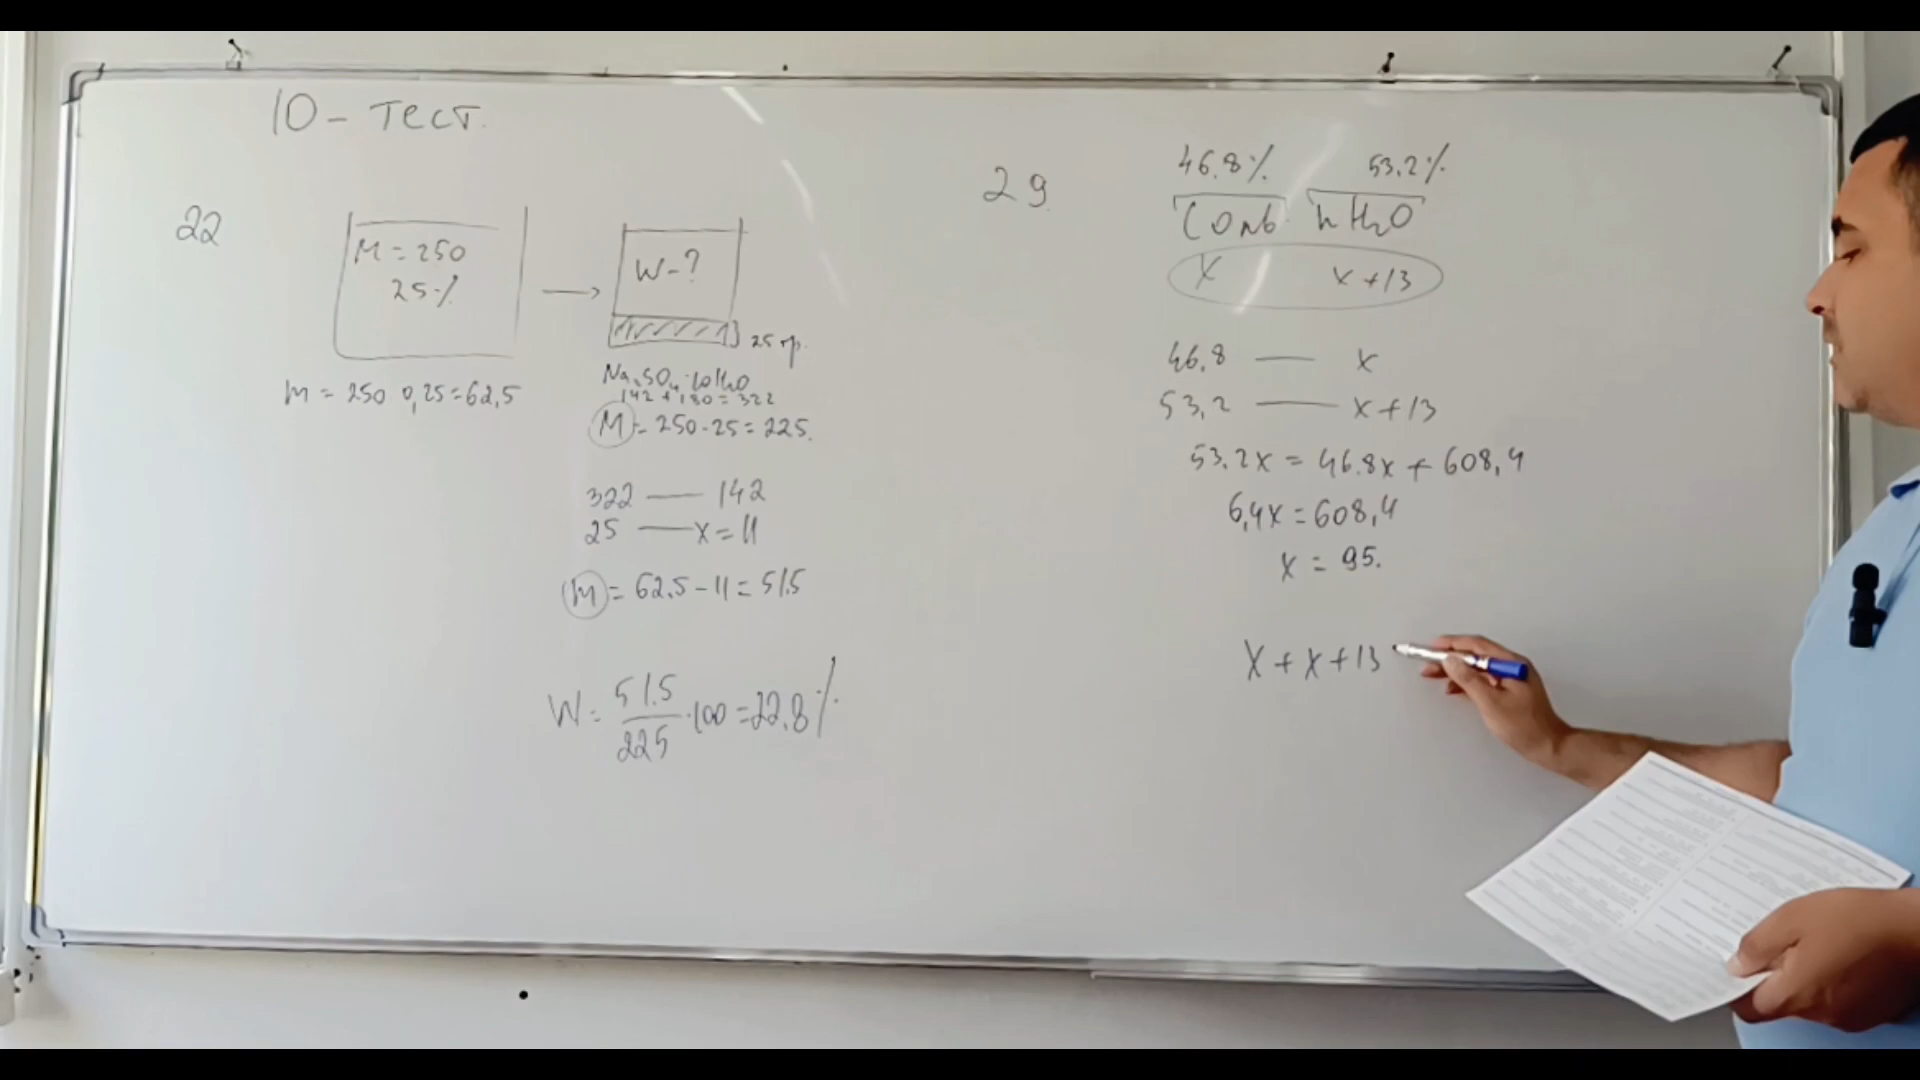 10 - тест.
22
M = 250
25%
W-?
25 гр.
m = 250 0,25 = 62,5
Na2SO4·10H2O
142 + 180 = 322
M = 250 - 25 = 225.
322 — 142
25 — x = 11
m = 62.5 - 11 = 51.5
W = 51.5/225 ·100 = 22.8%
29.
46.8% 53.2%
nH2O
x x+13
46,8 — x
53,2 — x+13
53.2x = 46.8x + 608,4
6,4x = 608,4
x = 95.
x + x + 13